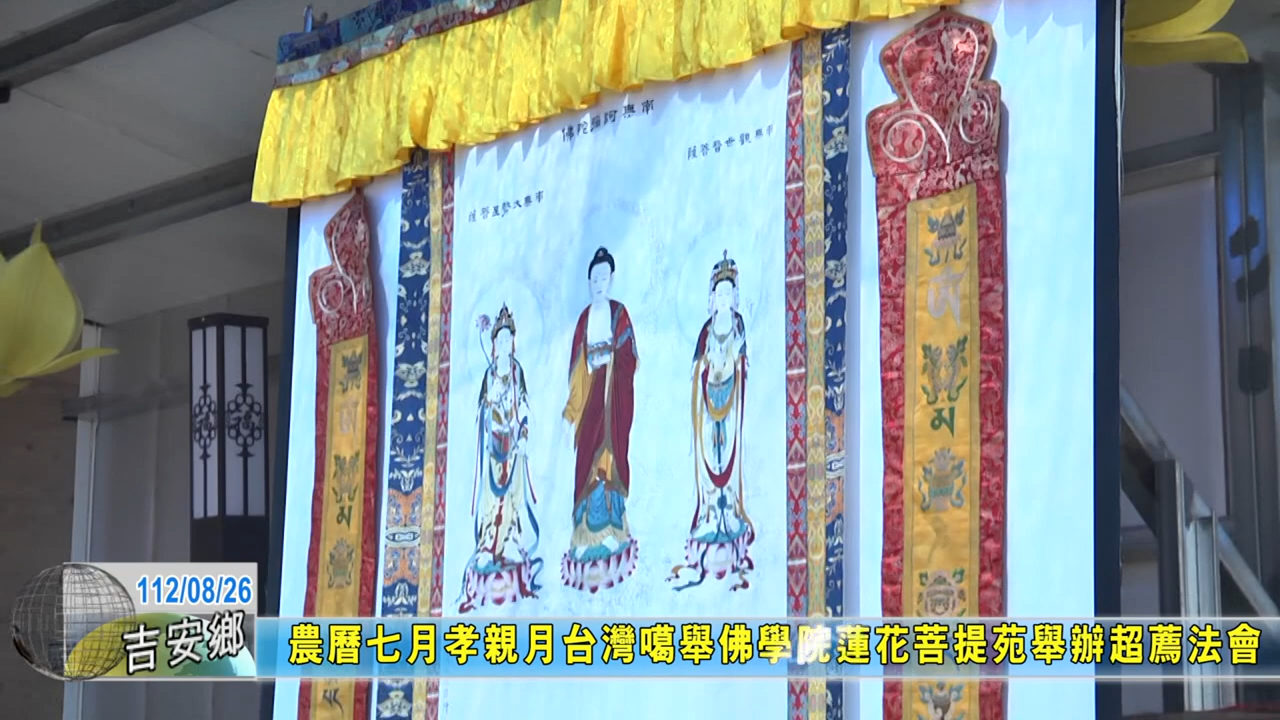 南無阿彌陀佛
南無觀世音菩薩
南無大勢至菩薩
112/08/26
吉安鄉
農曆七月孝親月台灣噶舉佛學院蓮花菩提苑舉辦超薦法會